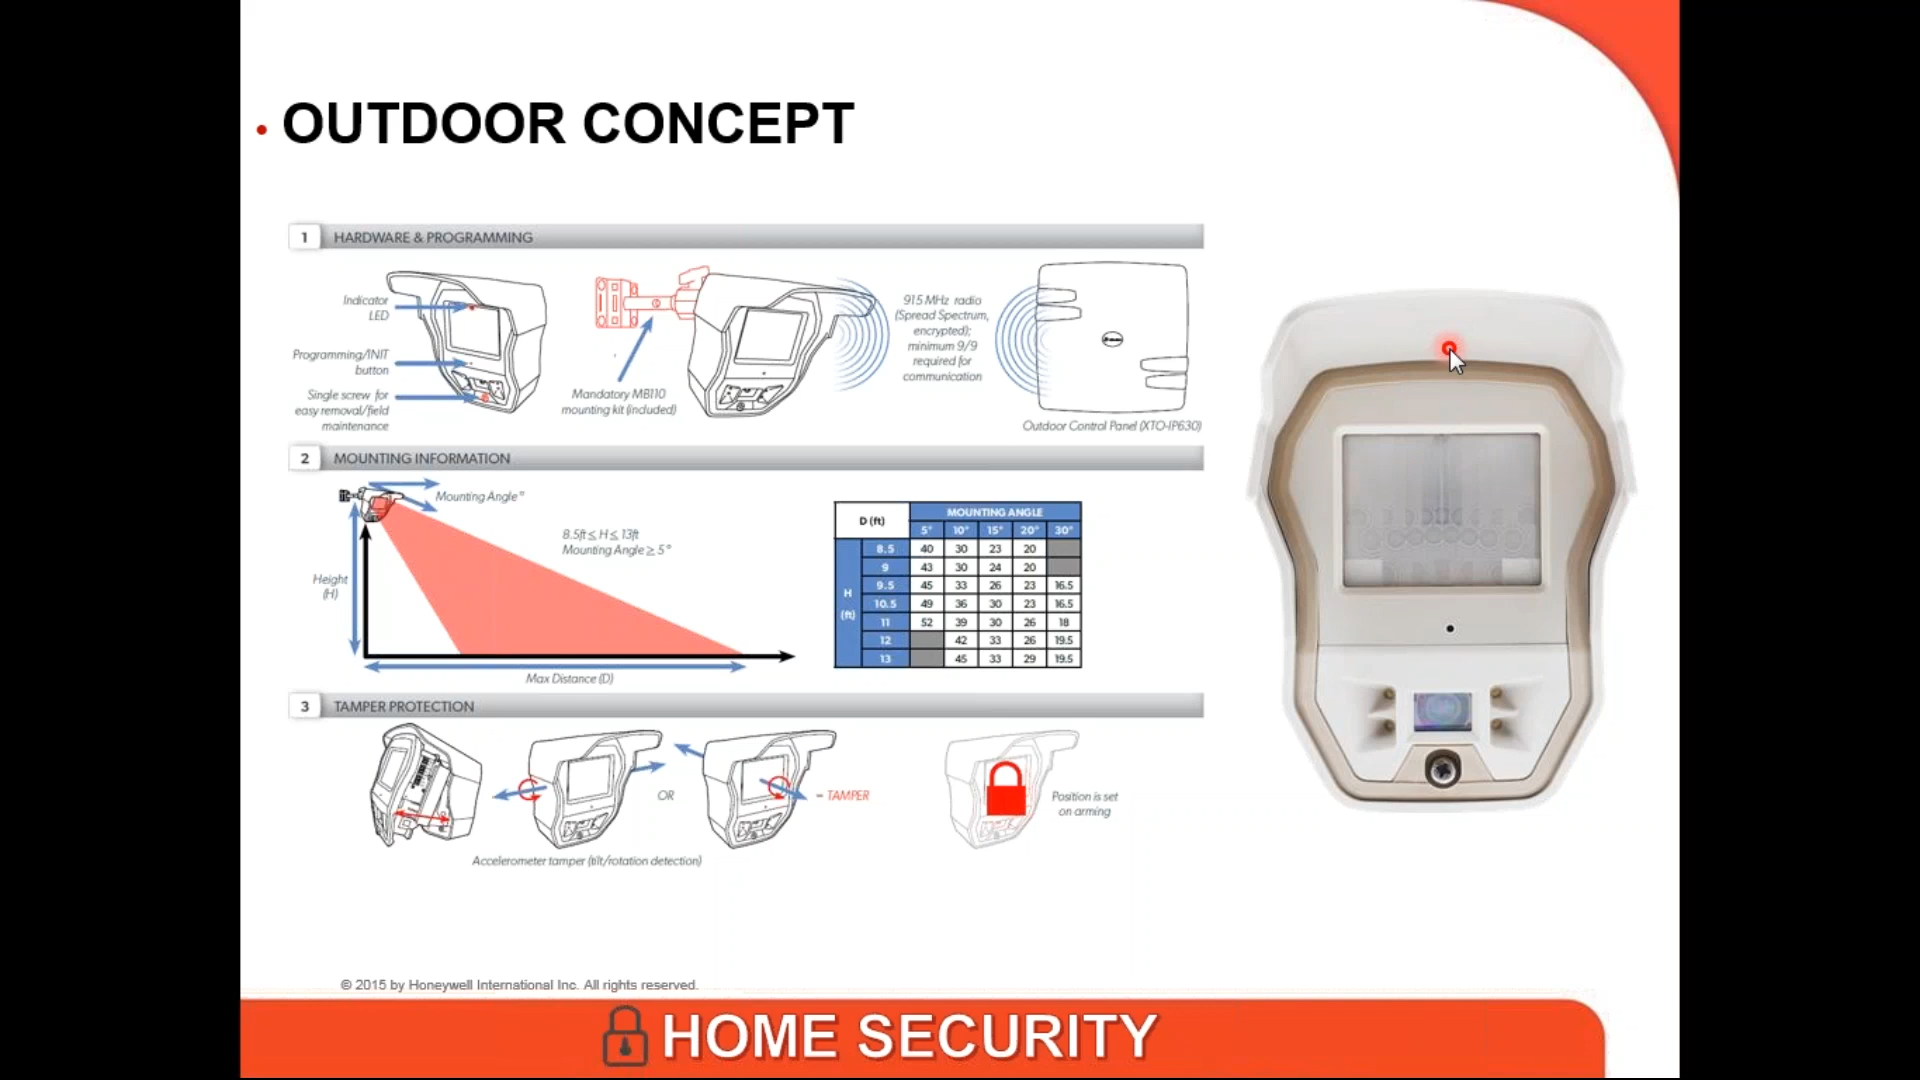 • OUTDOOR CONCEPT
1 HARDWARE & PROGRAMMING
Indicator
LED
Programming/INIT
button
Single screw for
easy removal/field
maintenance
Mandatory MB110
mounting kit (included)
915 MHz radio
(Spread Spectrum,
encrypted);
minimum 9/9
required for
communication
Outdoor Control Panel (XTO-IP630)
2 MOUNTING INFORMATION
Mounting Angle°
8.5ft ≤ H ≤ 13ft
Mounting Angle ≥ 5°
Height
(H)
Max Distance (D)
D (ft) MOUNTING ANGLE
5° 10° 15° 20° 30°
H (ft)
8.5 40 30 23 20
9 43 30 24 20
9.5 45 33 26 23 16.5
10.5 49 36 30 23 16.5
11 52 39 30 26 18
12 42 33 26 19.5
13 45 33 29 19.5
3 TAMPER PROTECTION
OR
= TAMPER
Position is set
on arming
Accelerometer tamper (tilt/rotation detection)
© 2015 by Honeywell International Inc. All rights reserved.
HOME SECURITY